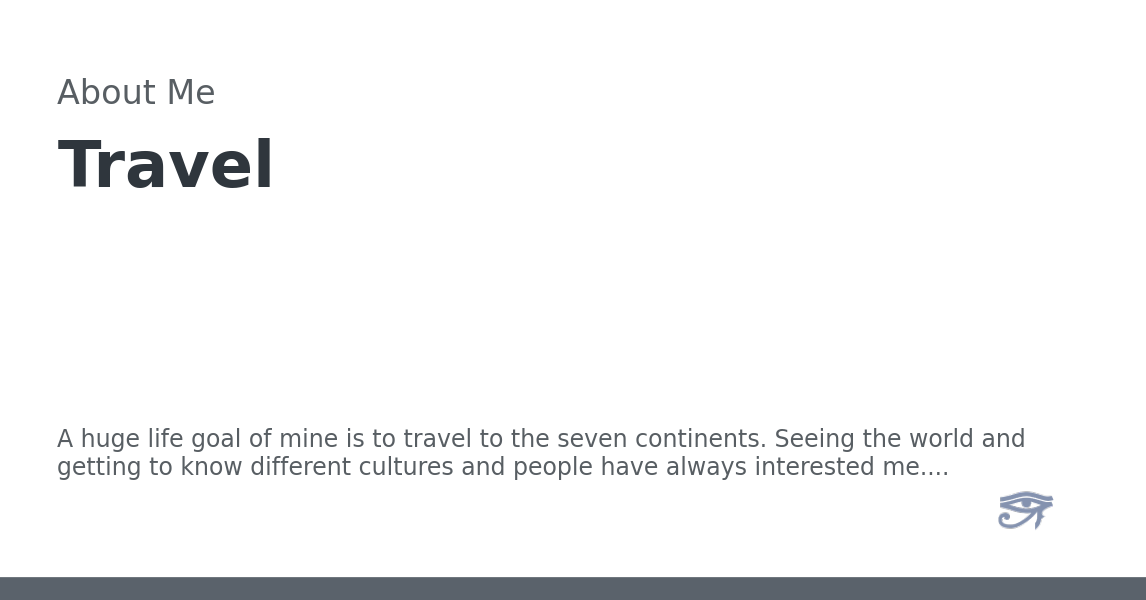 About Me
Travel
A huge life goal of mine is to travel to the seven continents. Seeing the world and
getting to know different cultures and people have always interested me....